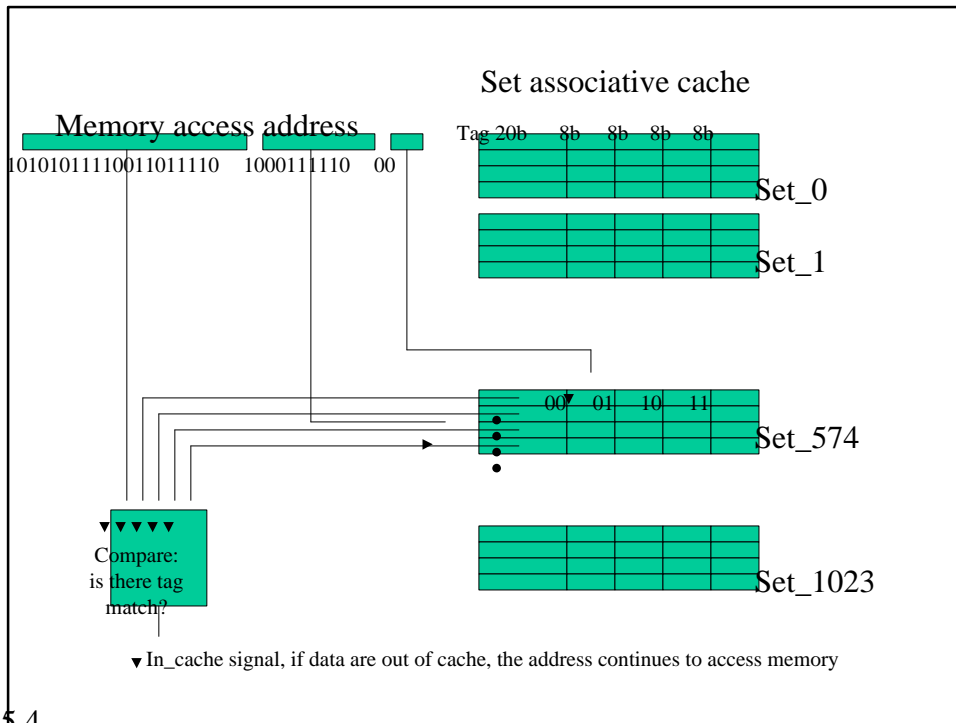 Set associative cache
Memory access address
Tag 20b 8b 8b 8b 8b
10101011110011011110 1000111110 00
Set_0
Set_1
00 01 10 11
Set_574
Compare:
is there tag
match?
Set_1023
In_cache signal, if data are out of cache, the address continues to access memory
5.4